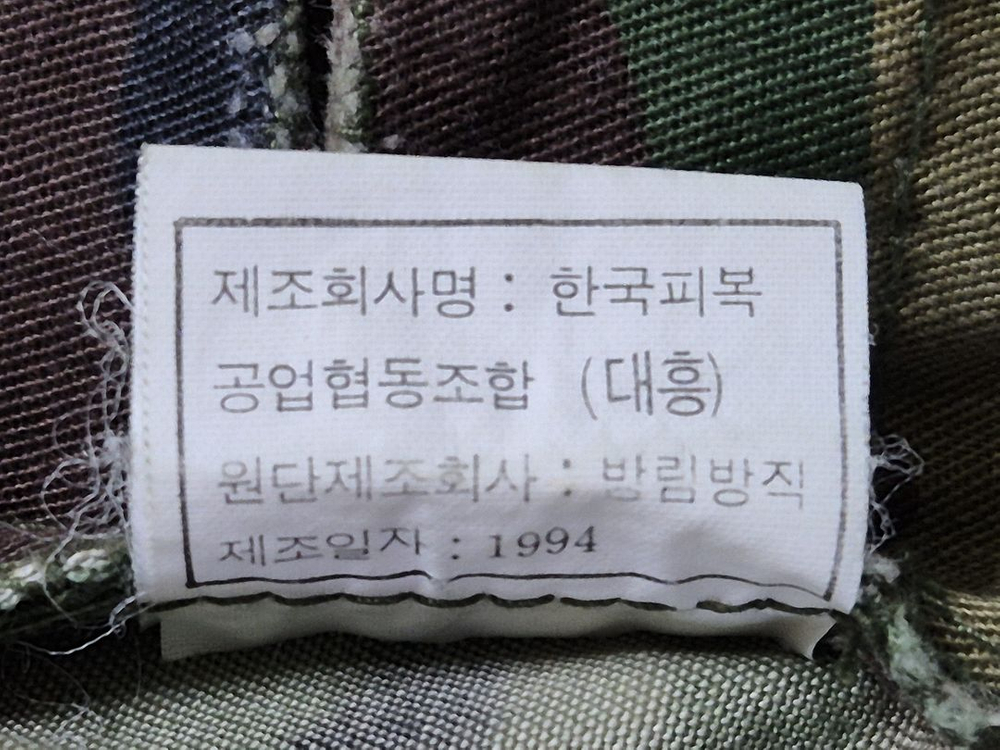 제조회사명 : 한국피복
공업협동조합 (대흥)
원단제조회사 : 방림방직
제조일자 : 1994